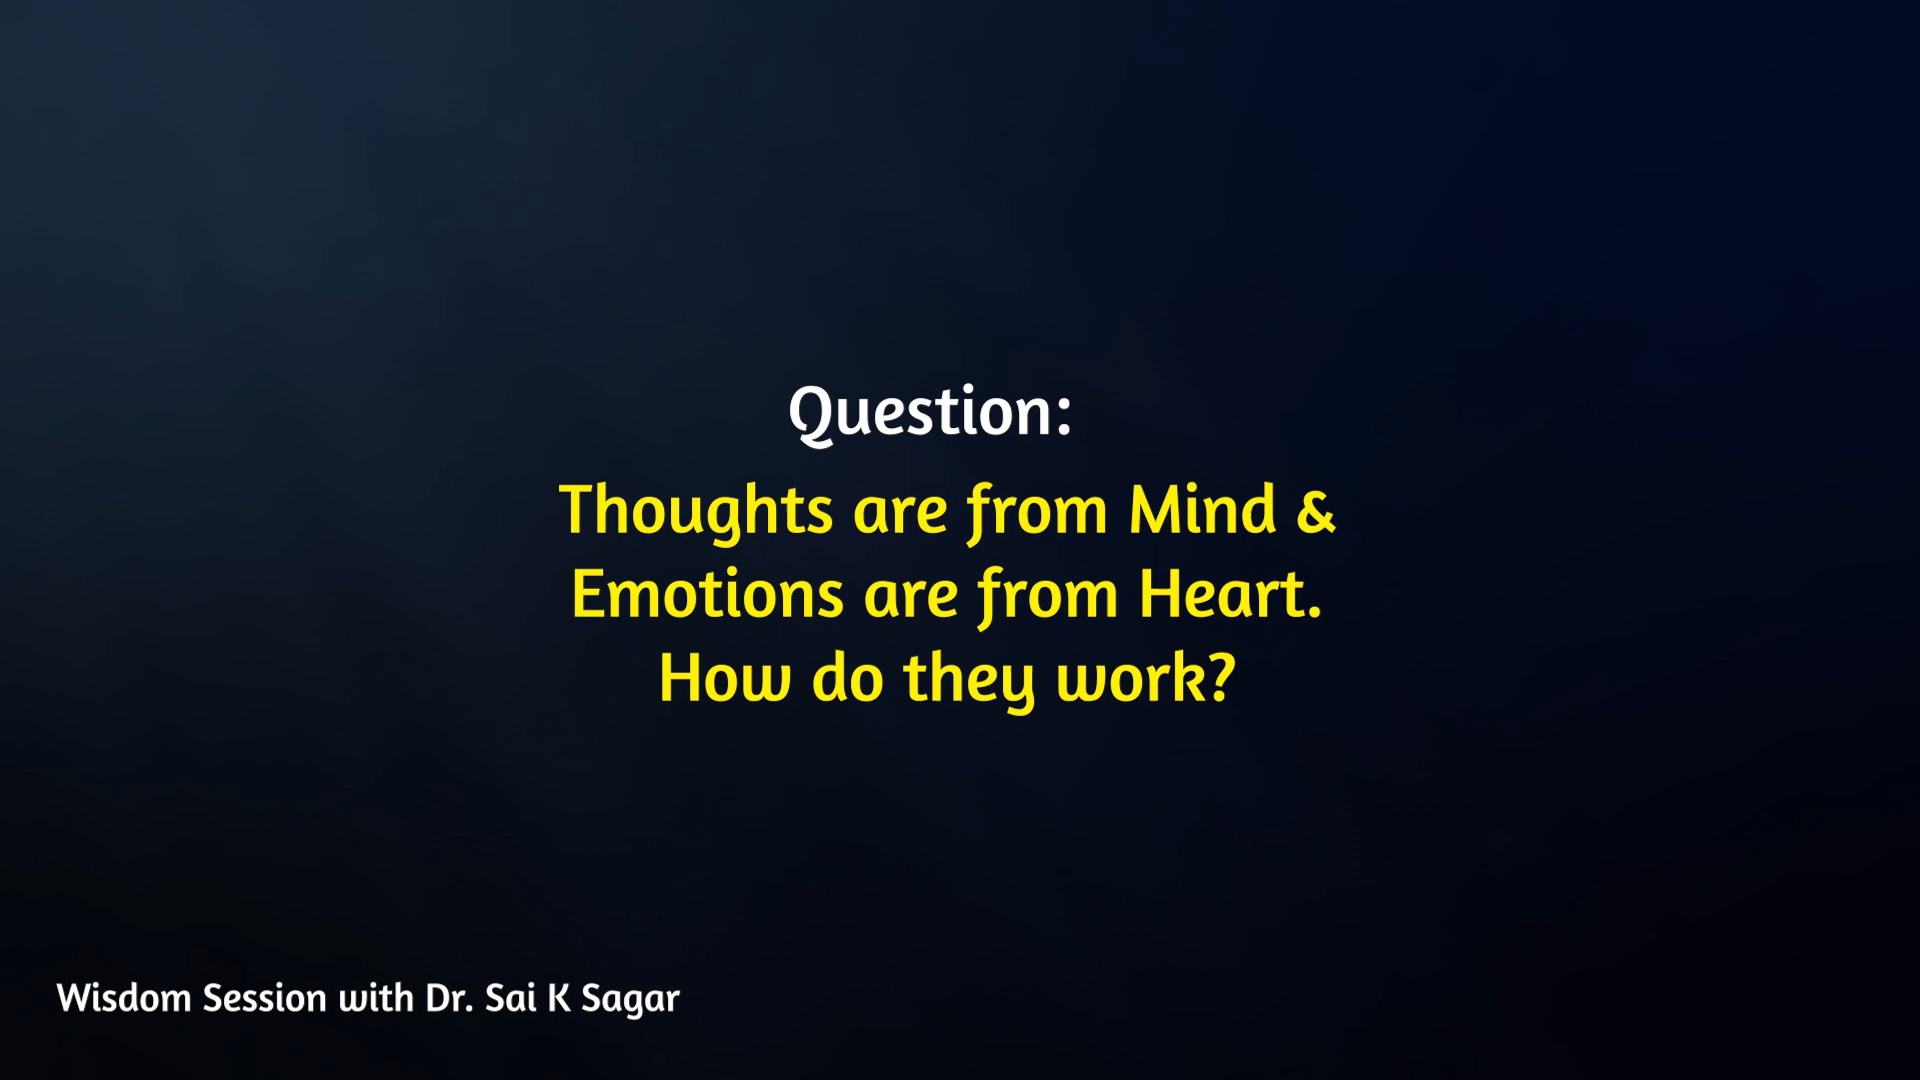 Question:
Thoughts are from Mind &
Emotions are from Heart.
How do they work?
Wisdom Session with Dr. Sai K Sagar